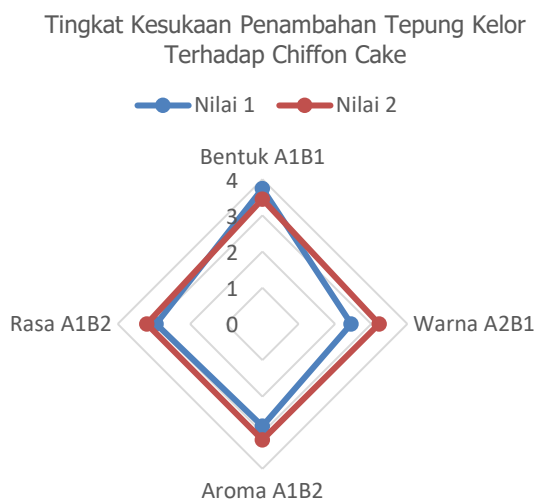 Tingkat Kesukaan Penambahan Tepung Kelor
Terhadap Chiffon Cake
Nilai 1 Nilai 2
Bentuk A1B1
4
3
2
1
Rasa A1B2 0 Warna A2B1
Aroma A1B2